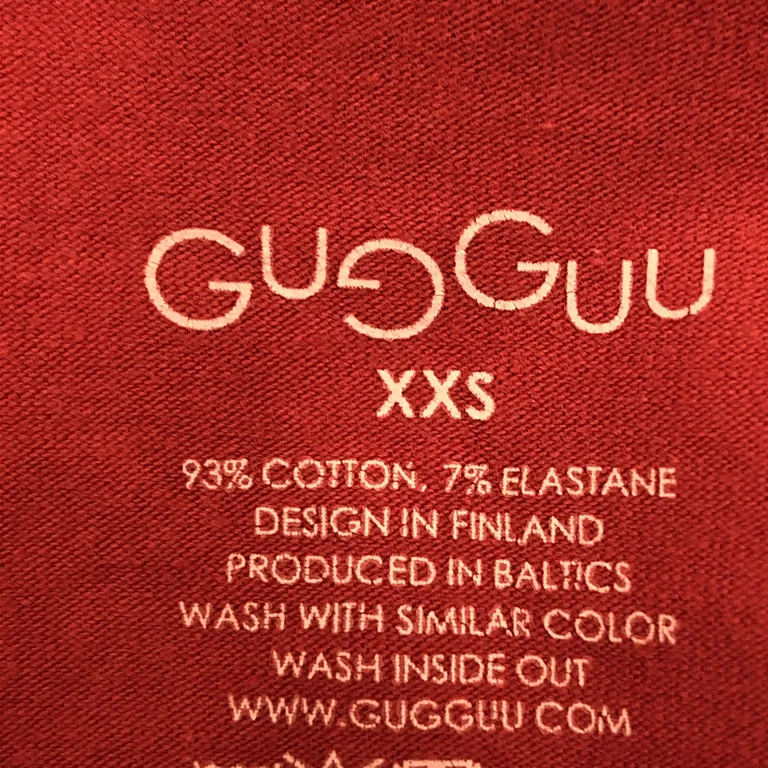 GUGGUU
XXS
93% COTTON, 7% ELASTANE
DESIGN IN FINLAND
PRODUCED IN BALTICS
WASH WITH SIMILAR COLOR
WASH INSIDE OUT
WWW.GUGGUU.COM